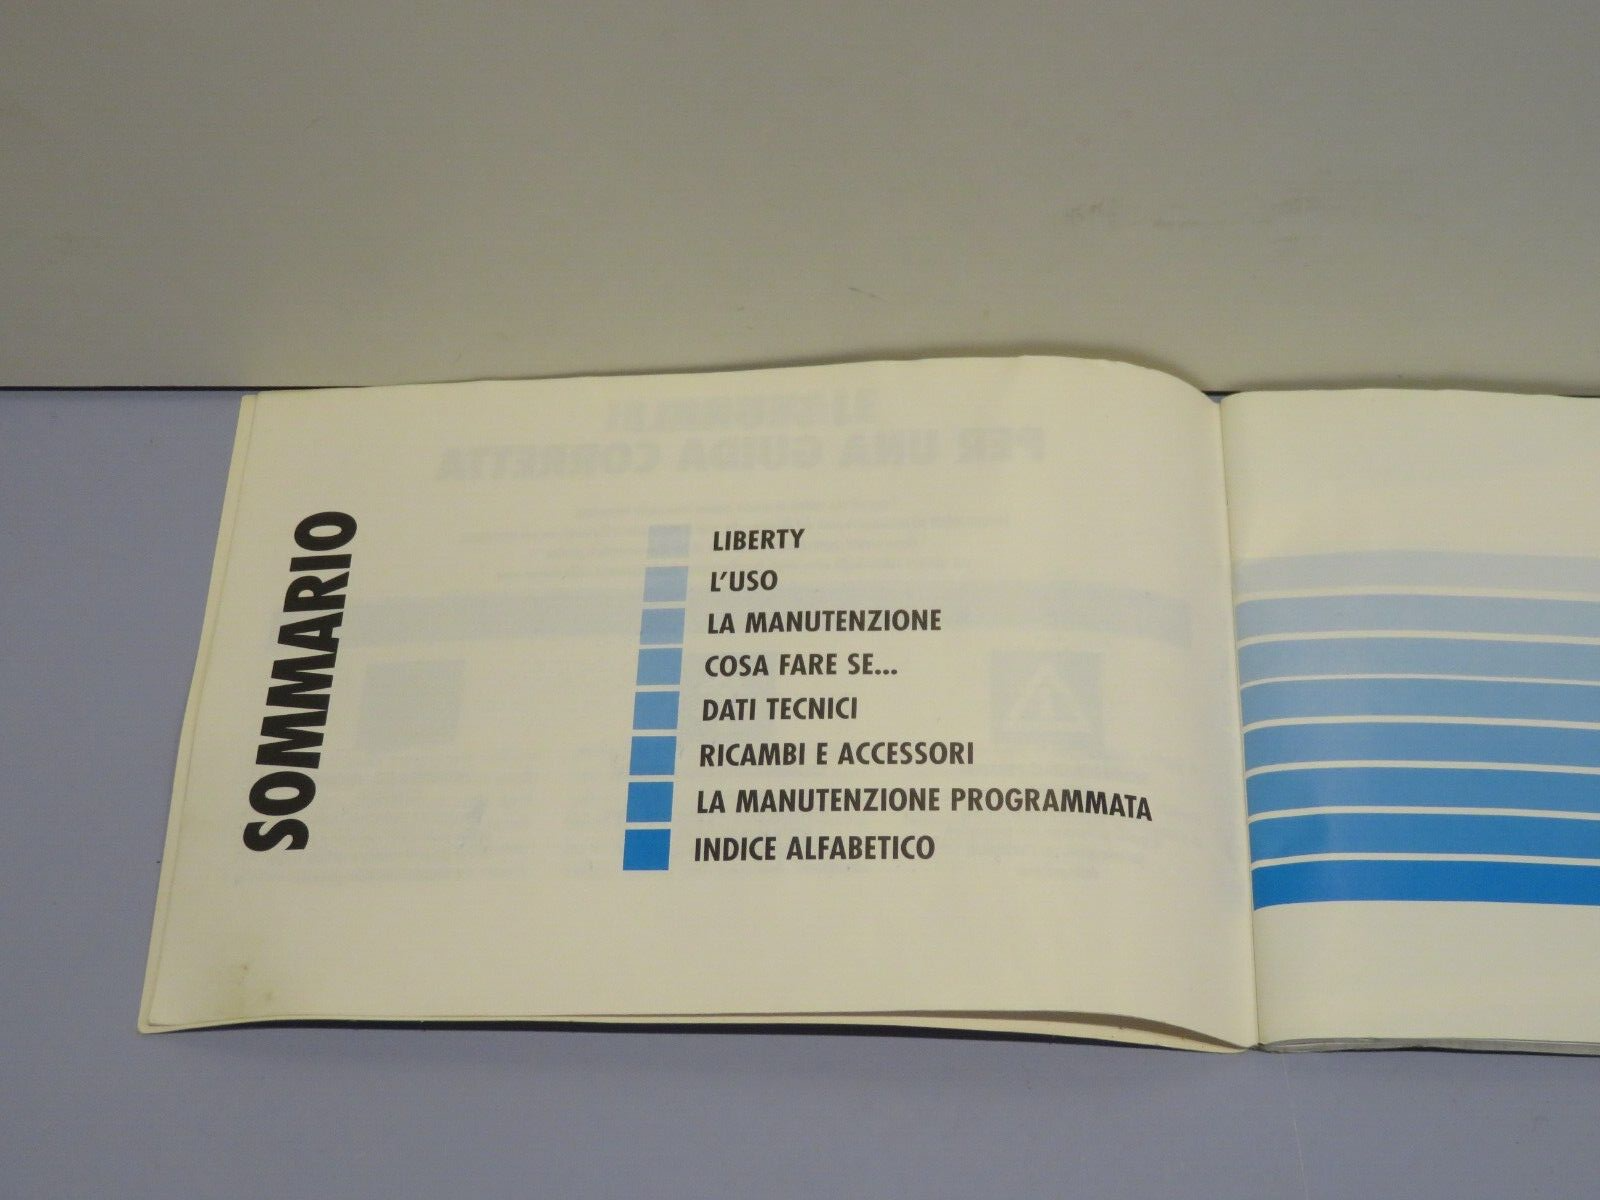 SOMMARIO
LIBERTY
L'USO
LA MANUTENZIONE
COSA FARE SE...
DATI TECNICI
RICAMBI E ACCESSORI
LA MANUTENZIONE PROGRAMMATA
INDICE ALFABETICO